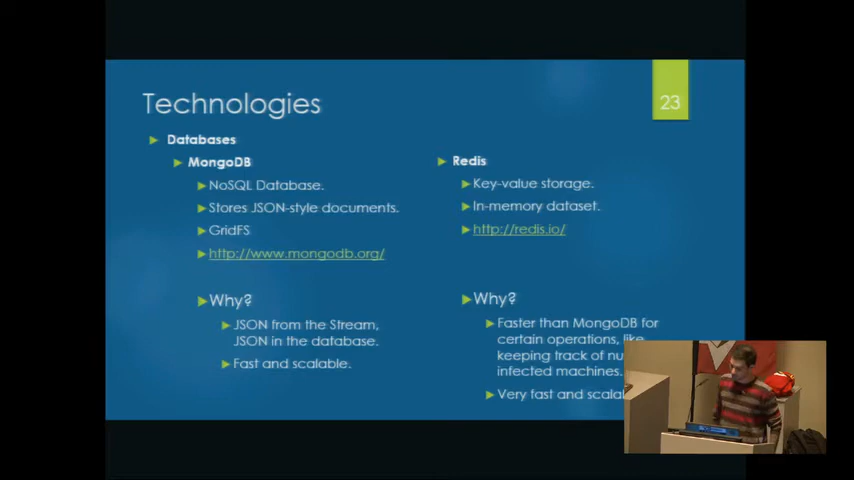 Technologies
23
Databases
MongoDB
NoSQL Database.
Stores JSON-style documents.
GridFS
http://www.mongodb.org/
Why?
JSON from the Stream,
JSON in the database.
Fast and scalable.
Redis
Key-value storage.
In-memory dataset.
http://redis.io/
Why?
Faster than MongoDB for
certain operations, like
keeping track of
infected machines.
Very fast and